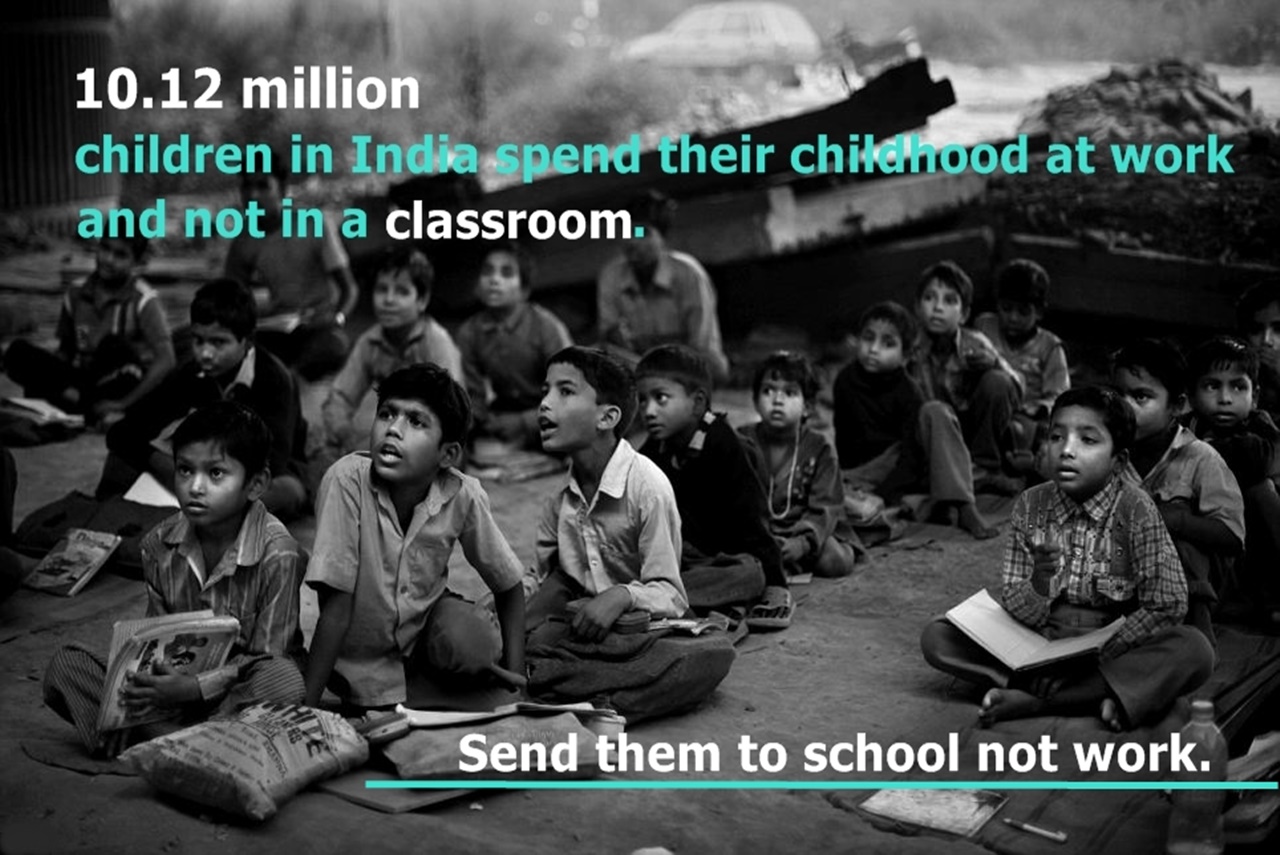 10.12 million
children in India spend their childhood at work
and not in a classroom.
Send them to school not work.